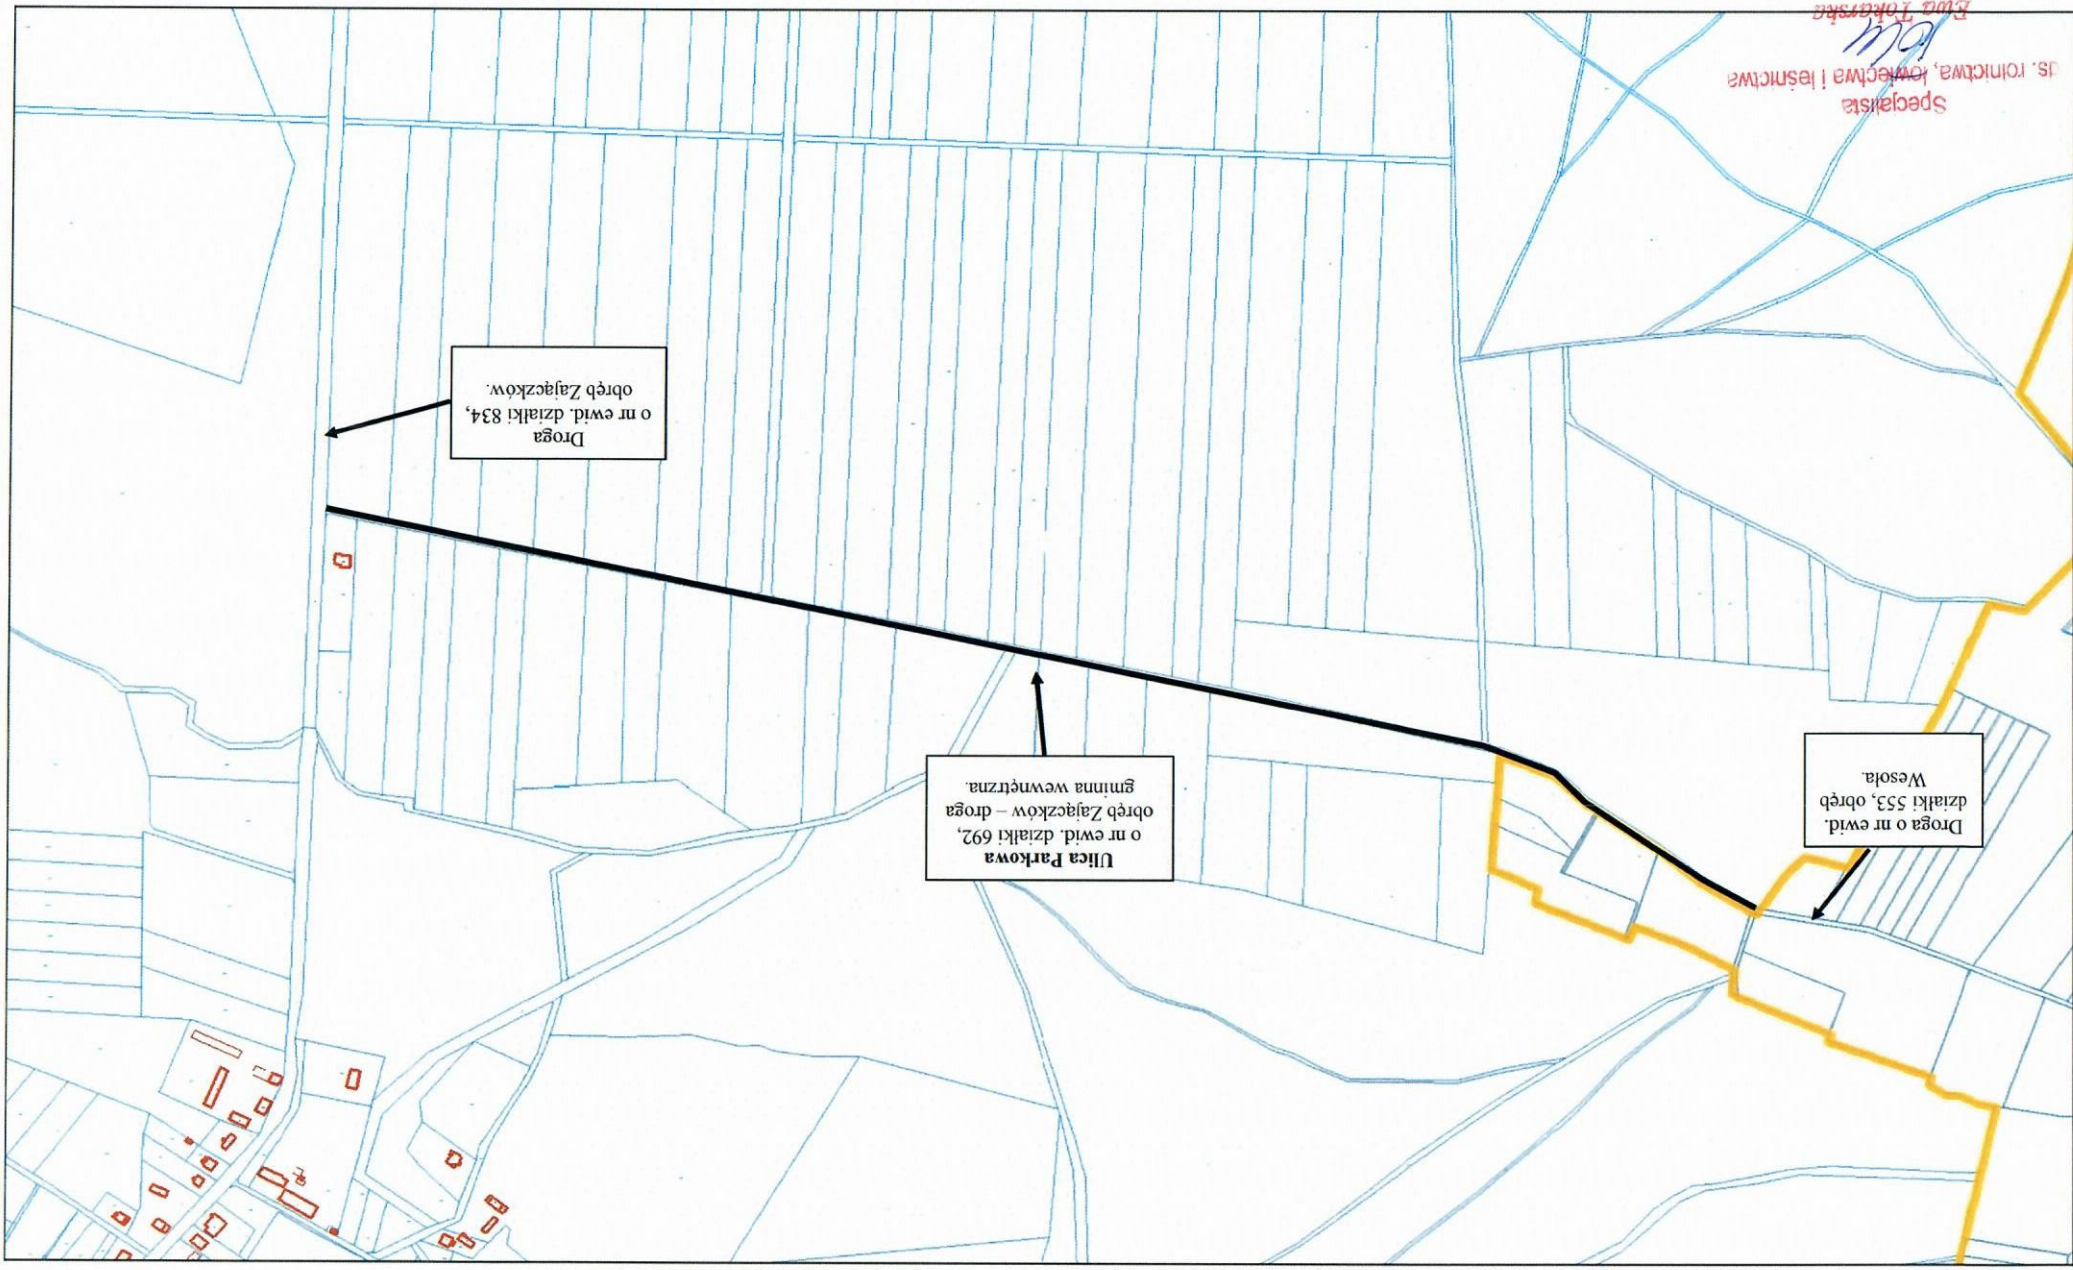 Droga o nr ewid.
działki 553, obręb
Wesoła.
Ulica Parkowa
o nr ewid. działki 692,
obręb Zajączków – droga
gminna wewnętrzna.
Droga
o nr ewid. działki 834,
obręb Zajączków.
Specjalista
ds. rolnictwa, łowiectwa i leśnictwa
Ewa Tokarska